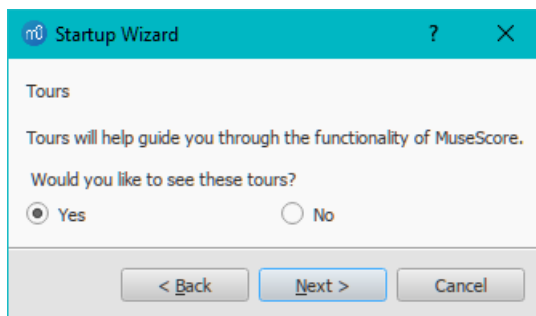 Startup Wizard
Tours
Tours will help guide you through the functionality of MuseScore.
Would you like to see these tours?
Yes No
< Back Next > Cancel